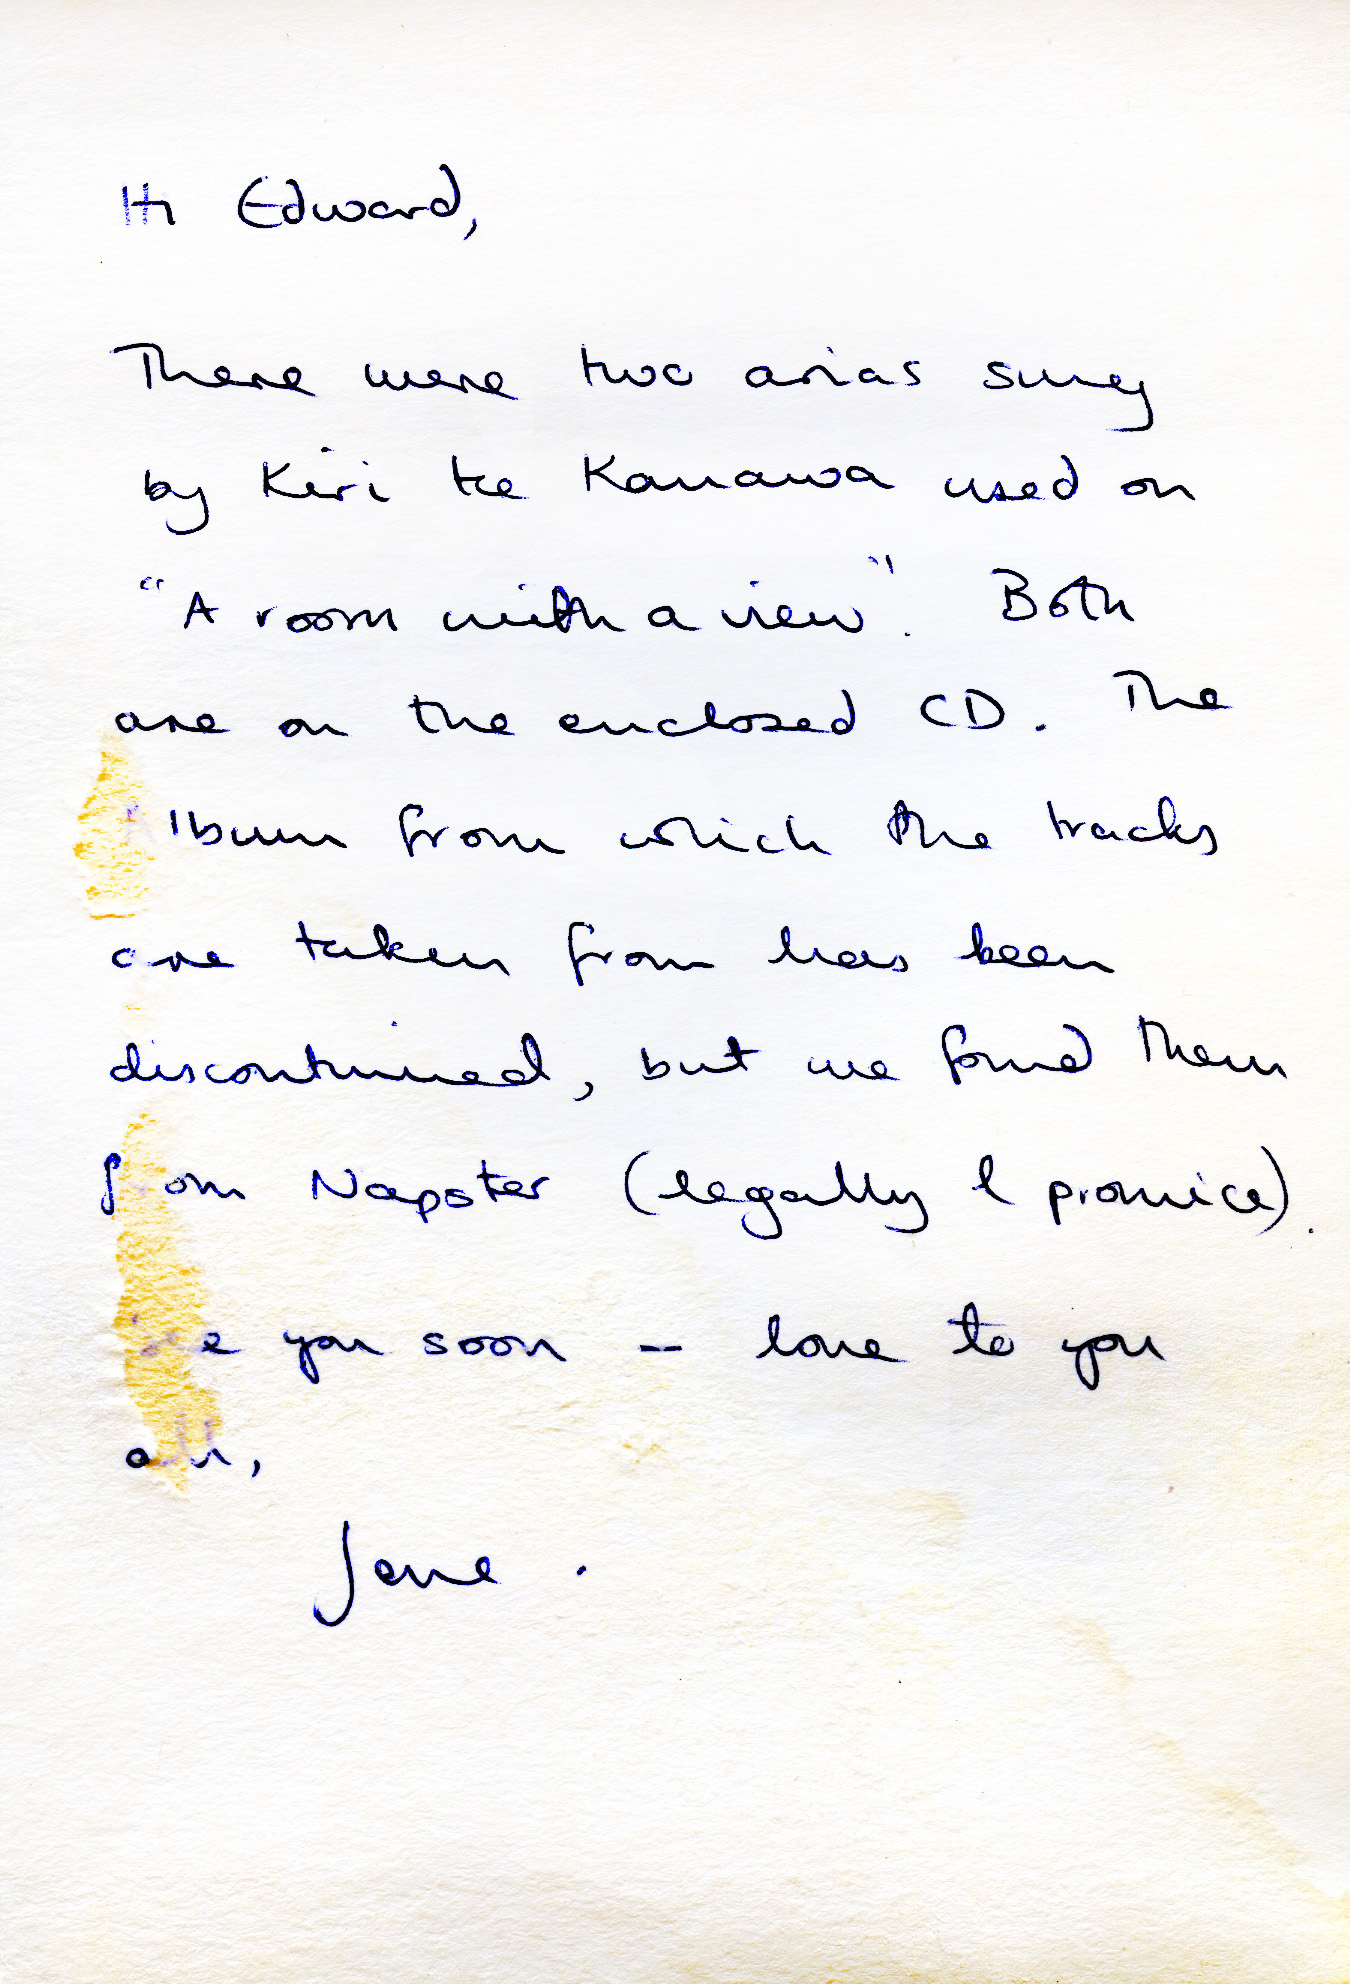 Hi Edward,
There were two arias sung
by Kiri te Kanawa used on
"A room with a view". Both
are on the enclosed CD. The
Album from which the tracks
are taken from has been
discontinued, but we found them
from Napster (legally I promice).
see you soon -- love to you
all,
Jane.